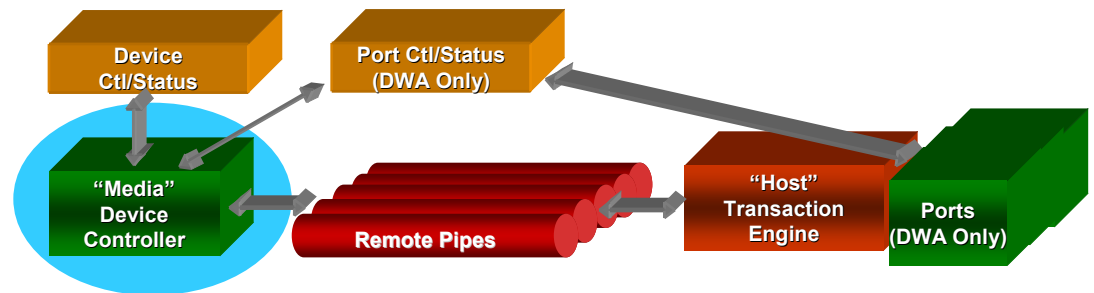 Device
Ctl/Status
Port Ctl/Status
(DWA Only)
“Media”
Device
Controller
Remote Pipes
“Host”
Transaction
Engine
Ports
(DWA Only)